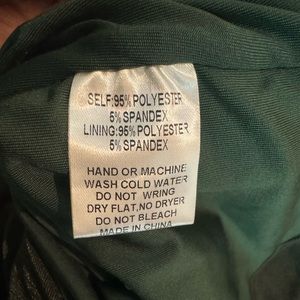 SELF:95%POLYESTER
5%SPANDEX
LINING:95%POLYESTER
5%SPANDEX
HAND OR MACHINE
WASH COLD WATER
DO NOT WRING
DRY FLAT,NO DRYER
DO NOT BLEACH
MADE IN CHINA